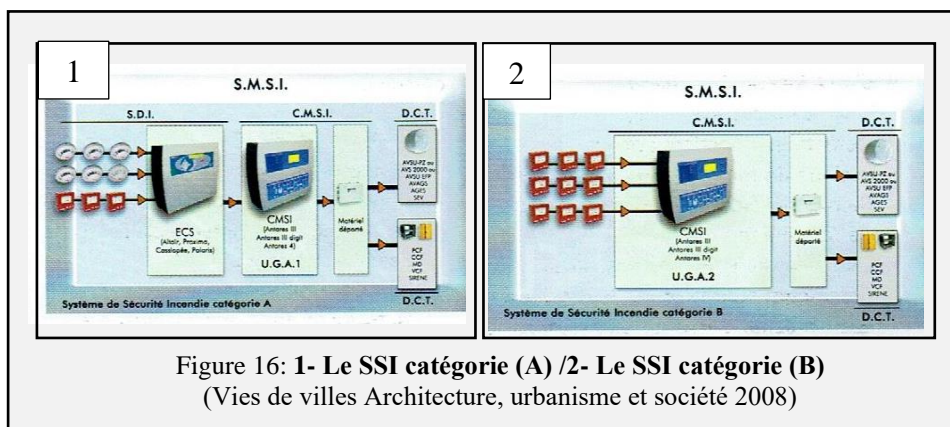 1
S.M.S.I.
S.D.I.
C.M.S.I.
D.C.T.
AVSU-PZ ou
AVS 2000 ou
AVSU EFP
AVAGS
AGES
SEV
ECS
(Altaïr, Proximo,
Cassiopée, Polaris)
CMSI
(Antares III
Antares III digit
Antares 4)
U.G.A.1
Matériel
déporté
PCF
CCF
MD
VCF
SIRENE
D.C.T.
Système de Sécurité Incendie catégorie A
2
S.M.S.I.
C.M.S.I.
D.C.T.
AVSU-PZ ou
AVS 2000 ou
AVSU EFP
AVAGS
AGES
SEV
CMSI
(Antares III
Antares III digit
Antares IV)
U.G.A.2
Matériel
déporté
PCF
CCF
MD
VCF
SIRENE
D.C.T.
Système de Sécurité Incendie catégorie B
Figure 16: 1- Le SSI catégorie (A) /2- Le SSI catégorie (B)
(Vies de villes Architecture, urbanisme et société 2008)